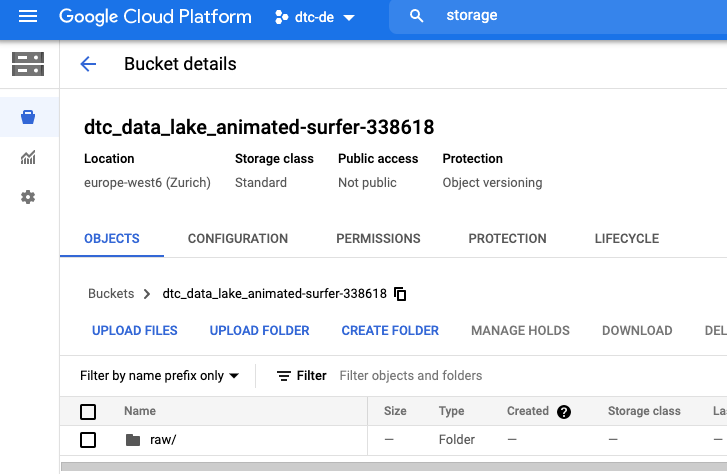 Google Cloud Platform dtc-de storage
Bucket details
dtc_data_lake_animated-surfer-338618
Location Storage class Public access Protection
europe-west6 (Zurich) Standard Not public Object versioning
OBJECTS CONFIGURATION PERMISSIONS PROTECTION LIFECYCLE
Buckets > dtc_data_lake_animated-surfer-338618
UPLOAD FILES UPLOAD FOLDER CREATE FOLDER MANAGE HOLDS DOWNLOAD DEL
Filter by name prefix only Filter Filter objects and folders
Name Size Type Created ? Storage class La
raw/ — Folder — — —